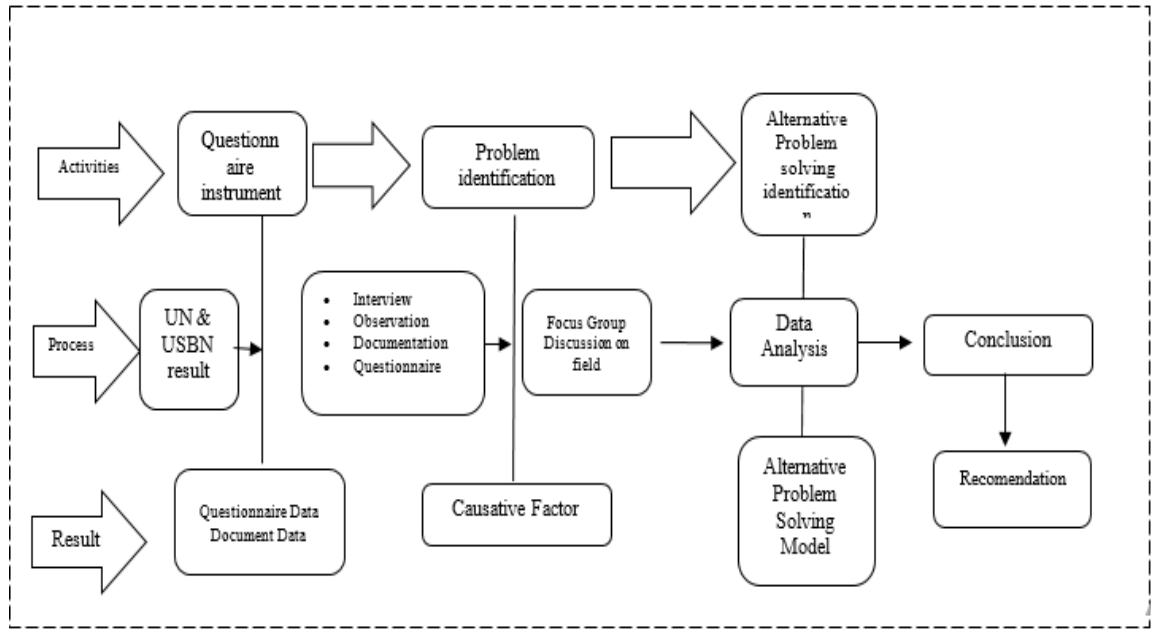 Activities
Questionn
aire
instrument
Problem
identification
Alternative
Problem
solving
identificatio
n
Process
UN &
USBN
result
• Interview
• Observation
• Documentation
• Questionnaire
Focus Group
Discussion on
field
Data
Analysis
Conclusion
Result
Questionnaire Data
Document Data
Causative Factor
Alternative
Problem
Solving
Model
Recomendation